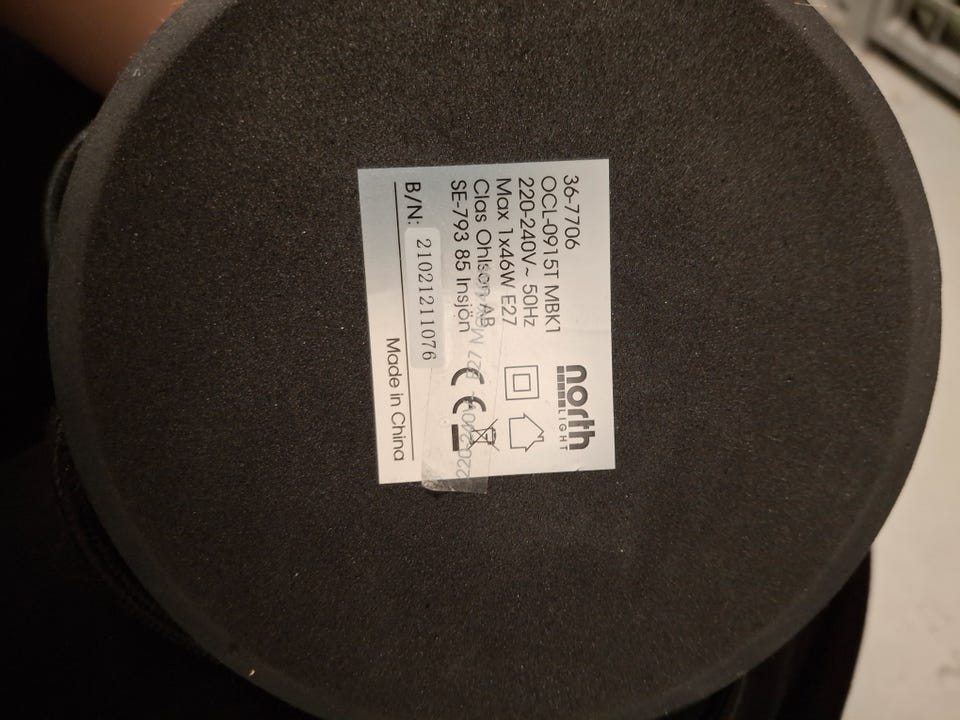 36-7706
OCL-0915T MBK1
220-240V~ 50Hz
Max 1x46W E27
Clas Ohlson AB
SE-793 85 Insjön
north
LIGHT
CE
B/N: 21021211076
Made in China